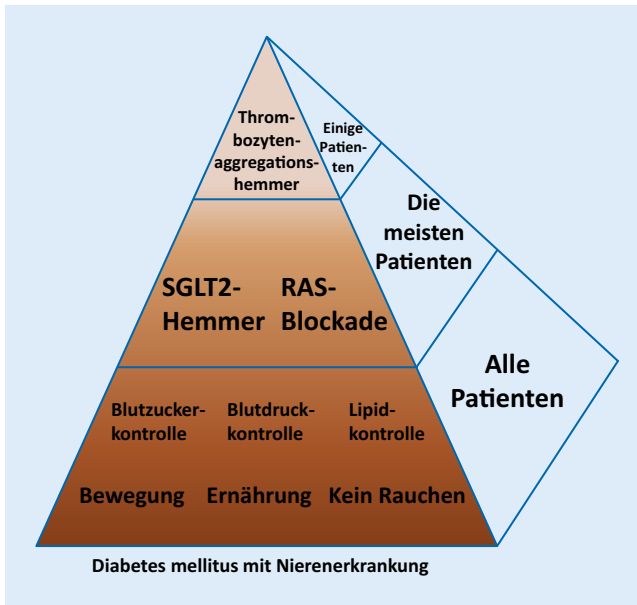 Throm-
bozyten-
aggregations-
hemmer
Einige
Patien-
ten
Die
meisten
Patienten
SGLT2-
Hemmer
RAS-
Blockade
Alle
Patienten
Blutzucker-
kontrolle
Blutdruck-
kontrolle
Lipid-
kontrolle
Bewegung Ernährung Kein Rauchen
Diabetes mellitus mit Nierenerkrankung